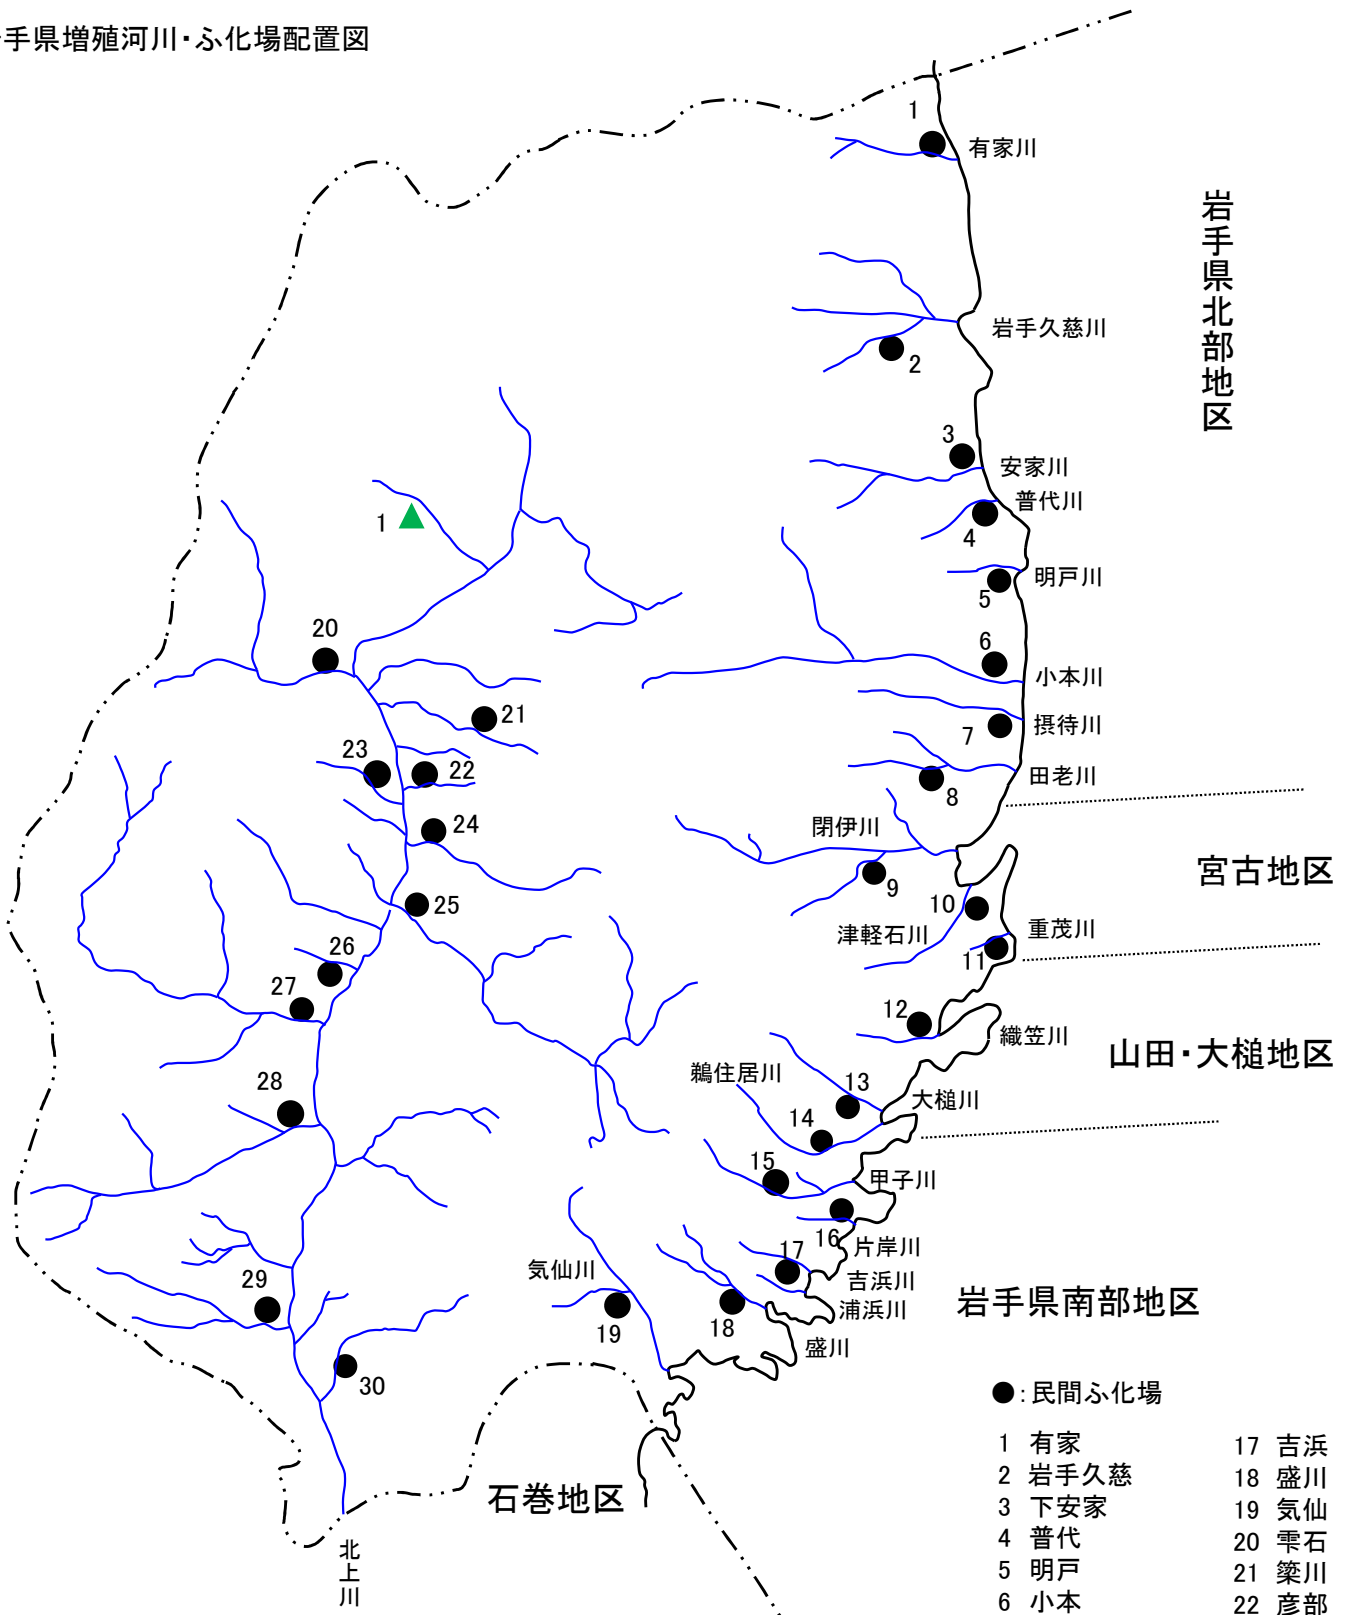 手県増殖河川・ふ化場配置図
1
有家川
岩手県北部地区
岩手久慈川
2
3
安家川
普代川
4
1
明戸川
5
20
6
小本川
21
摂待川
7
23
22
田老川
8
24
閉伊川
宮古地区
9
25
10
津軽石川
重茂川
11
26
27
12
織笠川
山田・大槌地区
鵜住居川
13
大槌川
28
14
15
甲子川
16
片岸川
17
気仙川
吉浜川
29
岩手県南部地区
浦浜川
19
18
盛川
30
●:民間ふ化場
1 有家
2 岩手久慈
3 下安家
4 普代
5 明戸
6 小本
17 吉浜
18 盛川
19 気仙
20 雫石
21 簗川
22 彦部
石巻地区
北上川